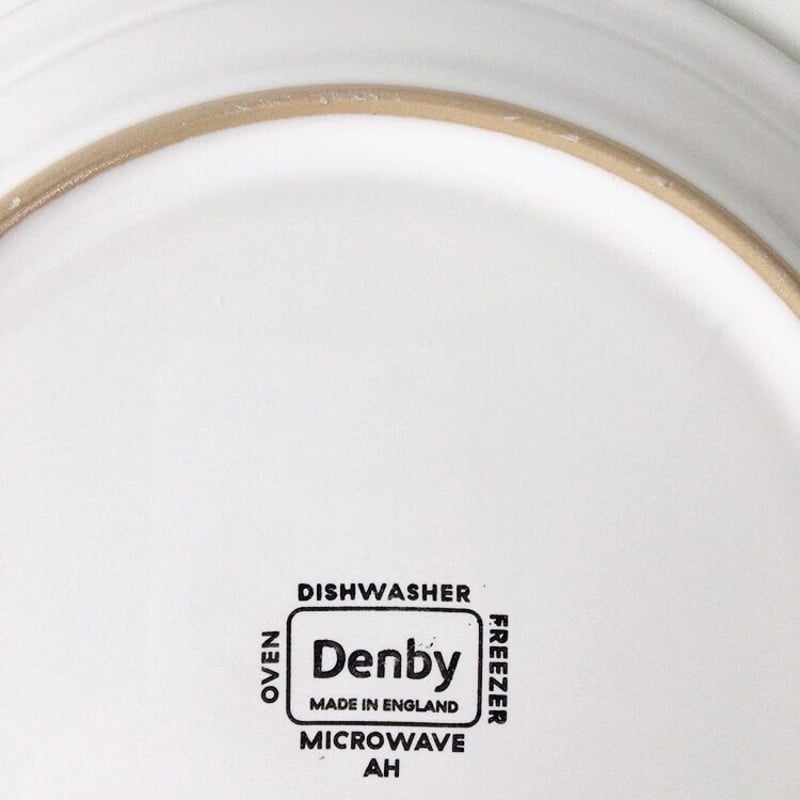 DISHWASHER
OVEN
Denby
FREEZER
MADE IN ENGLAND
MICROWAVE
AH